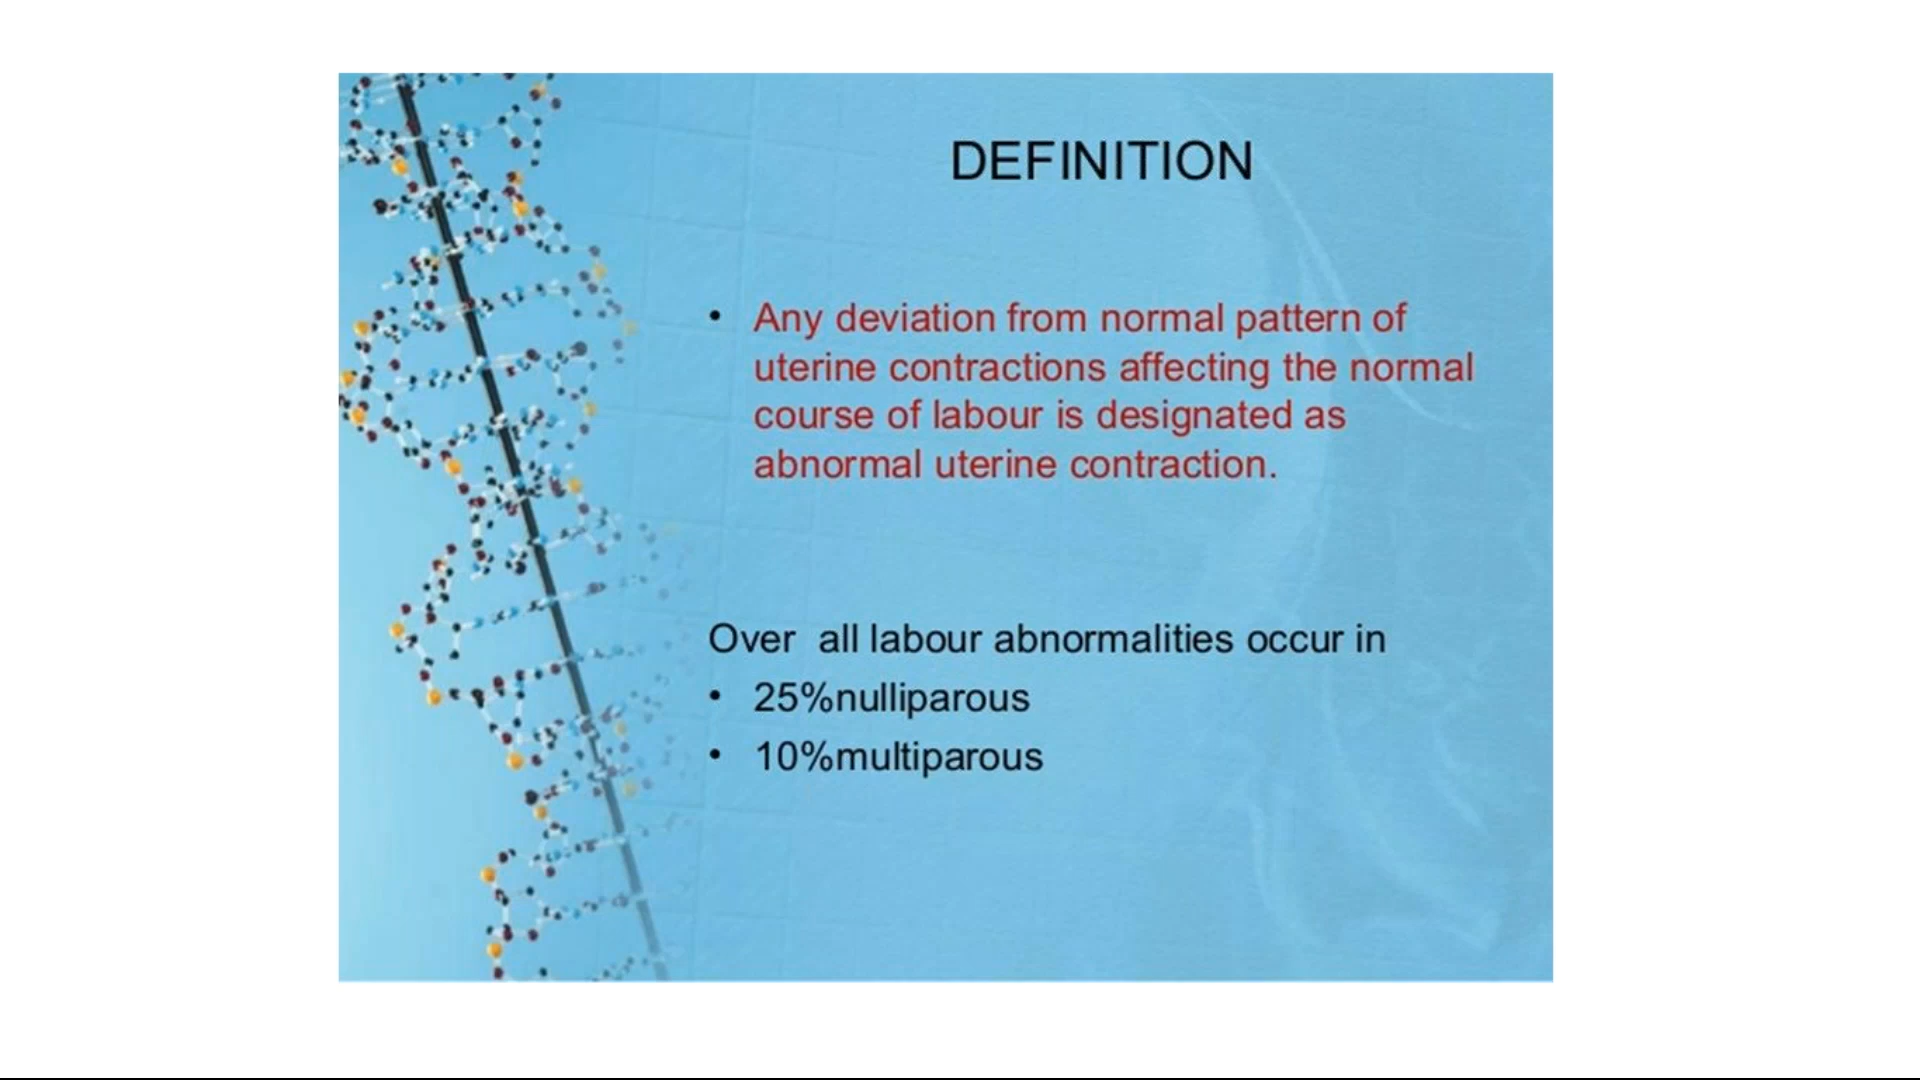 DEFINITION
• Any deviation from normal pattern of
uterine contractions affecting the normal
course of labour is designated as
abnormal uterine contraction.
Over  all labour abnormalities occur in
• 25%nulliparous
• 10%multiparous